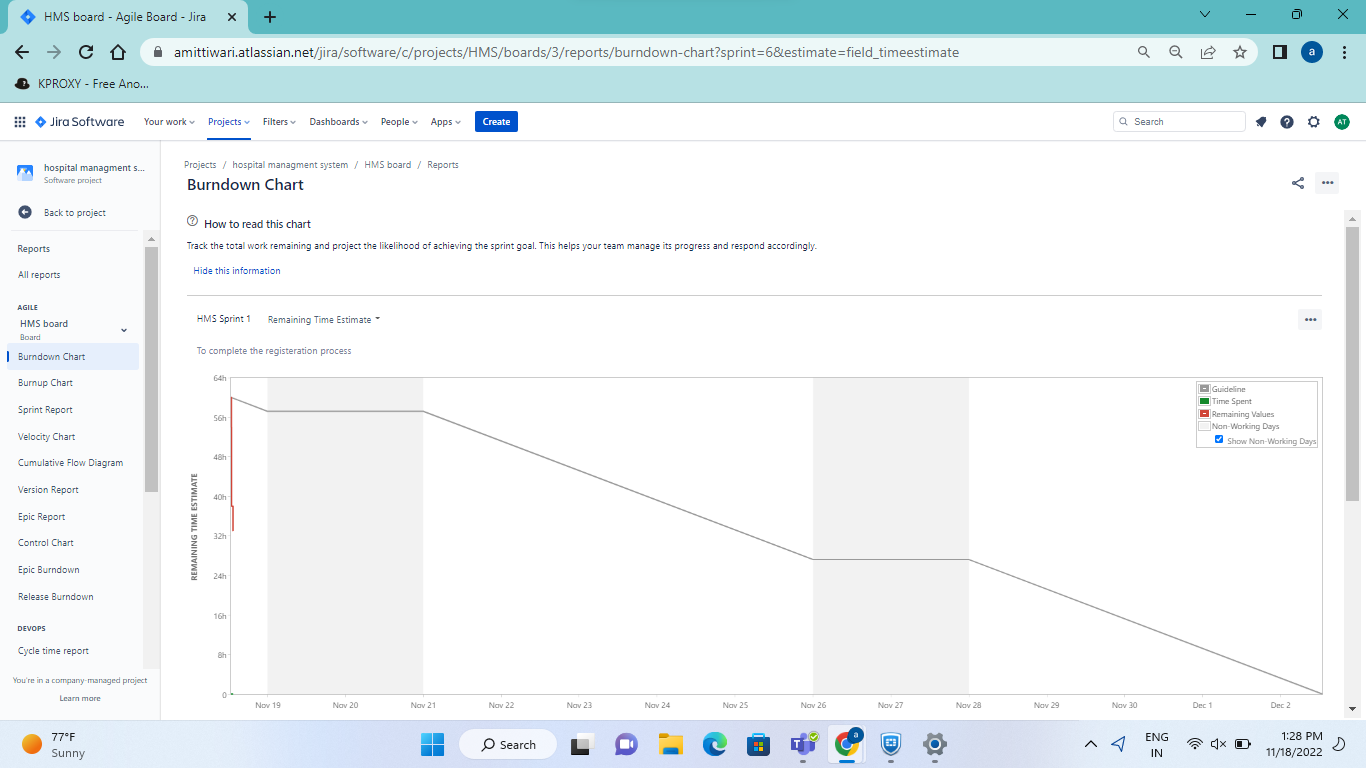 HMS board - Agile Board - Jira
amittiwari.atlassian.net/jira/software/c/projects/HMS/boards/3/reports/burndown-chart?sprint=6&estimate=field_timeestimate
a
KPROXY - Free Ano...
Jira Software
Your work
Projects
Filters
Dashboards
People
Apps
Create
Search
AT
hospital managment s...
Software project
Back to project
Reports
All reports
AGILE
HMS board
Board
Burndown Chart
Burnup Chart
Sprint Report
Velocity Chart
Cumulative Flow Diagram
Version Report
Epic Report
Control Chart
Epic Burndown
Release Burndown
DEVOPS
Cycle time report
You're in a company-managed project
Learn more
Projects / hospital managment system / HMS board / Reports
Burndown Chart
How to read this chart
Track the total work remaining and project the likelihood of achieving the sprint goal. This helps your team manage its progress and respond accordingly.
Hide this information
HMS Sprint 1
Remaining Time Estimate
To complete the registeration process
REMAINING TIME ESTIMATE
64h
56h
48h
40h
32h
24h
16h
8h
0
Guideline
Time Spent
Remaining Values
Non-Working Days
Show Non-Working Days
Nov 19 Nov 20 Nov 21 Nov 22 Nov 23 Nov 24 Nov 25 Nov 26 Nov 27 Nov 28 Nov 29 Nov 30 Dec 1 Dec 2
77°F
Sunny
Search
a
ENG
IN
1:28 PM
11/18/2022